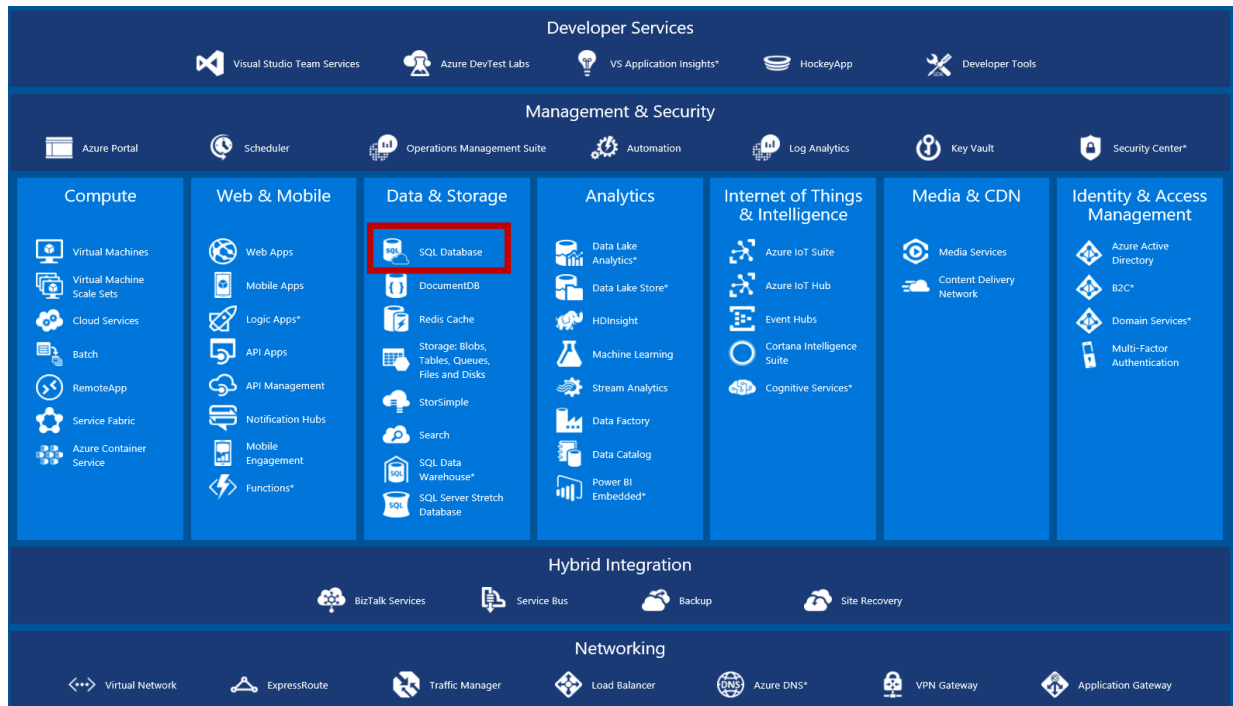 Developer Services
Visual Studio Team Services
Azure DevTest Labs
VS Application Insights*
HockeyApp
Developer Tools
Management & Security
Azure Portal
Scheduler
Operations Management Suite
Automation
Log Analytics
Key Vault
Security Center*
Compute
Virtual Machines
Virtual Machine
Scale Sets
Cloud Services
Batch
RemoteApp
Service Fabric
Azure Container
Service
Web & Mobile
Web Apps
Mobile Apps
Logic Apps*
API Apps
API Management
Notification Hubs
Mobile
Engagement
Functions*
Data & Storage
SQL
SQL Database
DocumentDB
Redis Cache
Storage: Blobs,
Tables, Queues,
Files and Disks
StorSimple
Search
SQL
SQL Data
Warehouse*
SQL
SQL Server Stretch
Database
Analytics
Data Lake
Analytics*
Data Lake Store*
HDInsight
Machine Learning
Stream Analytics
Data Factory
Data Catalog
Power BI
Embedded*
Internet of Things
& Intelligence
Azure IoT Suite
Azure IoT Hub
Event Hubs
Cortana Intelligence
Suite
Cognitive Services*
Media & CDN
Media Services
Content Delivery
Network
Identity & Access
Management
Azure Active
Directory
B2C*
Domain Services*
Multi-Factor
Authentication
Hybrid Integration
BizTalk Services
Service Bus
Backup
Site Recovery
Networking
Virtual Network
ExpressRoute
Traffic Manager
Load Balancer
DNS
Azure DNS*
VPN Gateway
Application Gateway